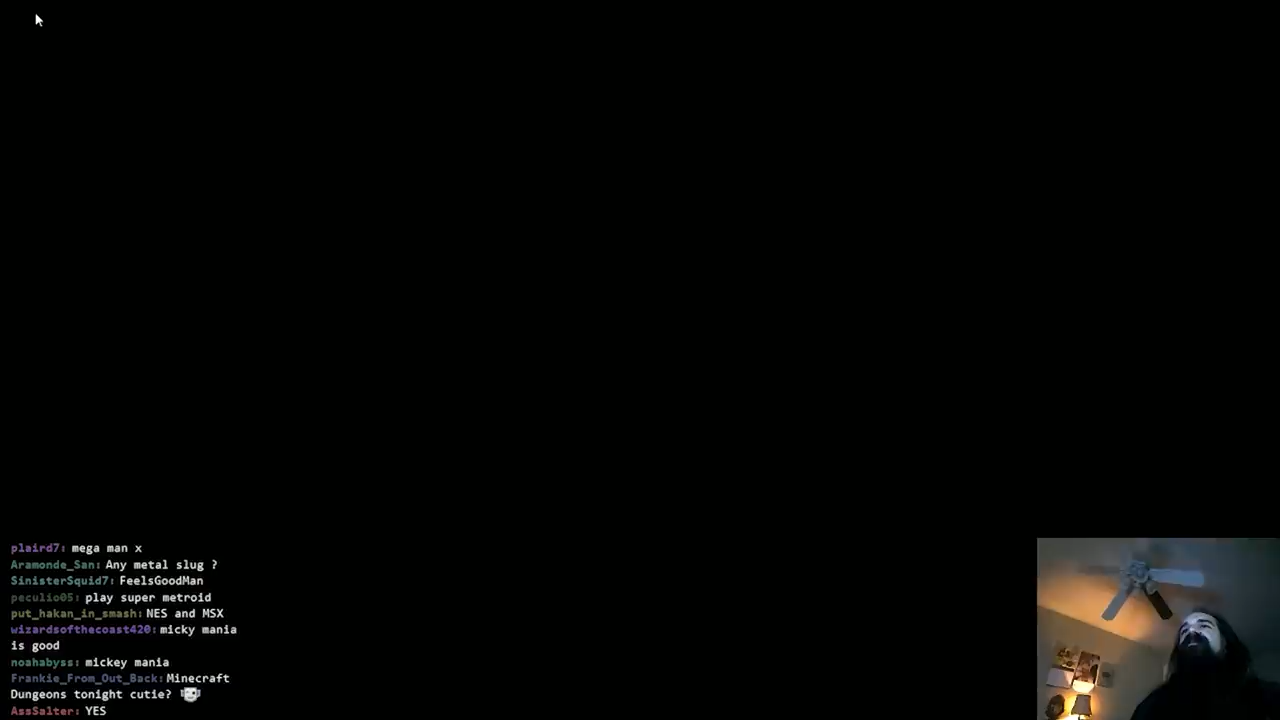 plaird7: mega man x
Aramonde_San: Any metal slug ?
SinisterSquid7: FeelsGoodMan
peculio05: play super metroid
put_hakan_in_smash: NES and MSX
wizardsofthecoast420: micky mania
is good
noahabyss: mickey mania
Frankie_From_Out_Back: Minecraft
Dungeons tonight cutie?
AssSalter: YES